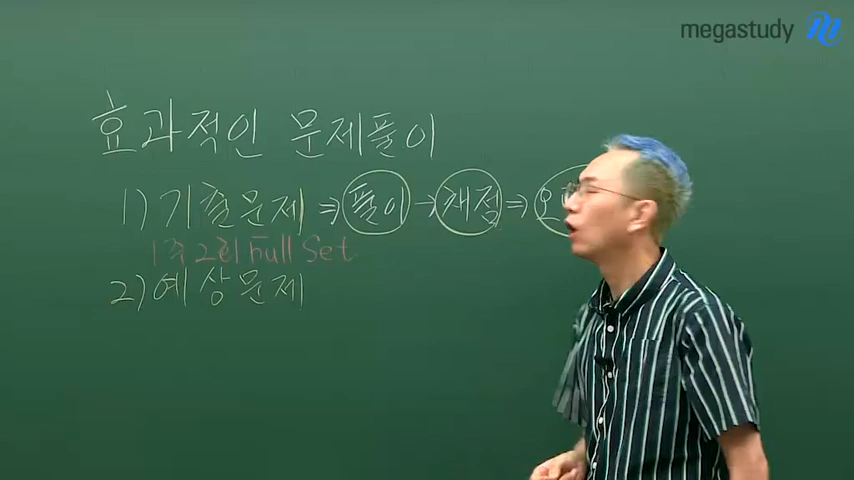 megastudy
효과적인 문제풀이
1) 기출문제 ⇒ 풀이 → 채점 ⇒ 오
1주 2회 Full Set
2) 예상문제